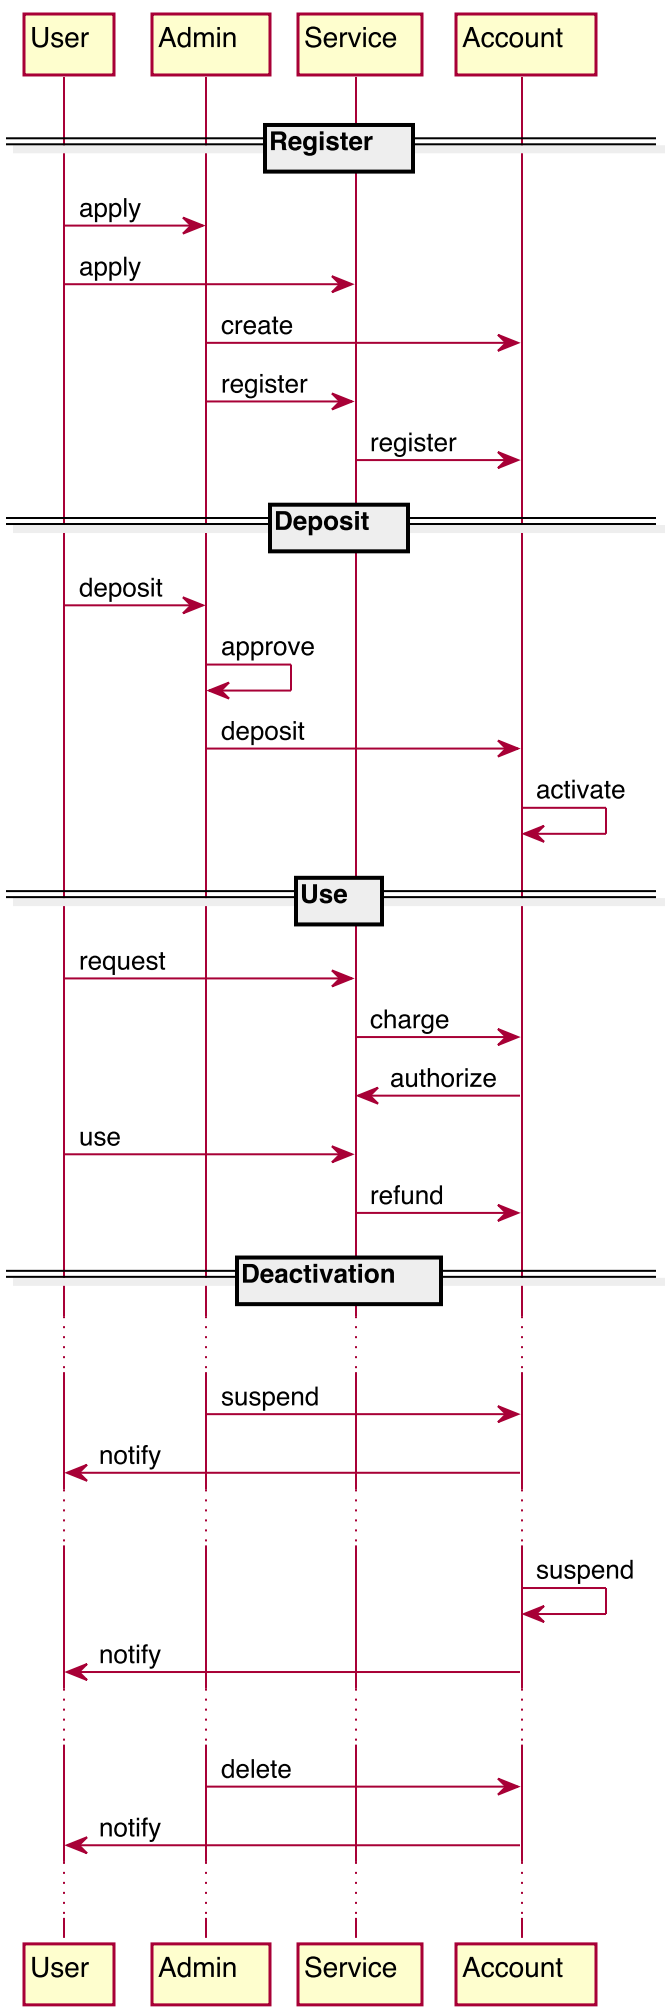 User Admin Service Account
Register
apply
apply
create
register
register
Deposit
deposit
approve
deposit
activate
Use
request
charge
authorize
use
refund
Deactivation
suspend
notify
suspend
notify
delete
notify
User Admin Service Account